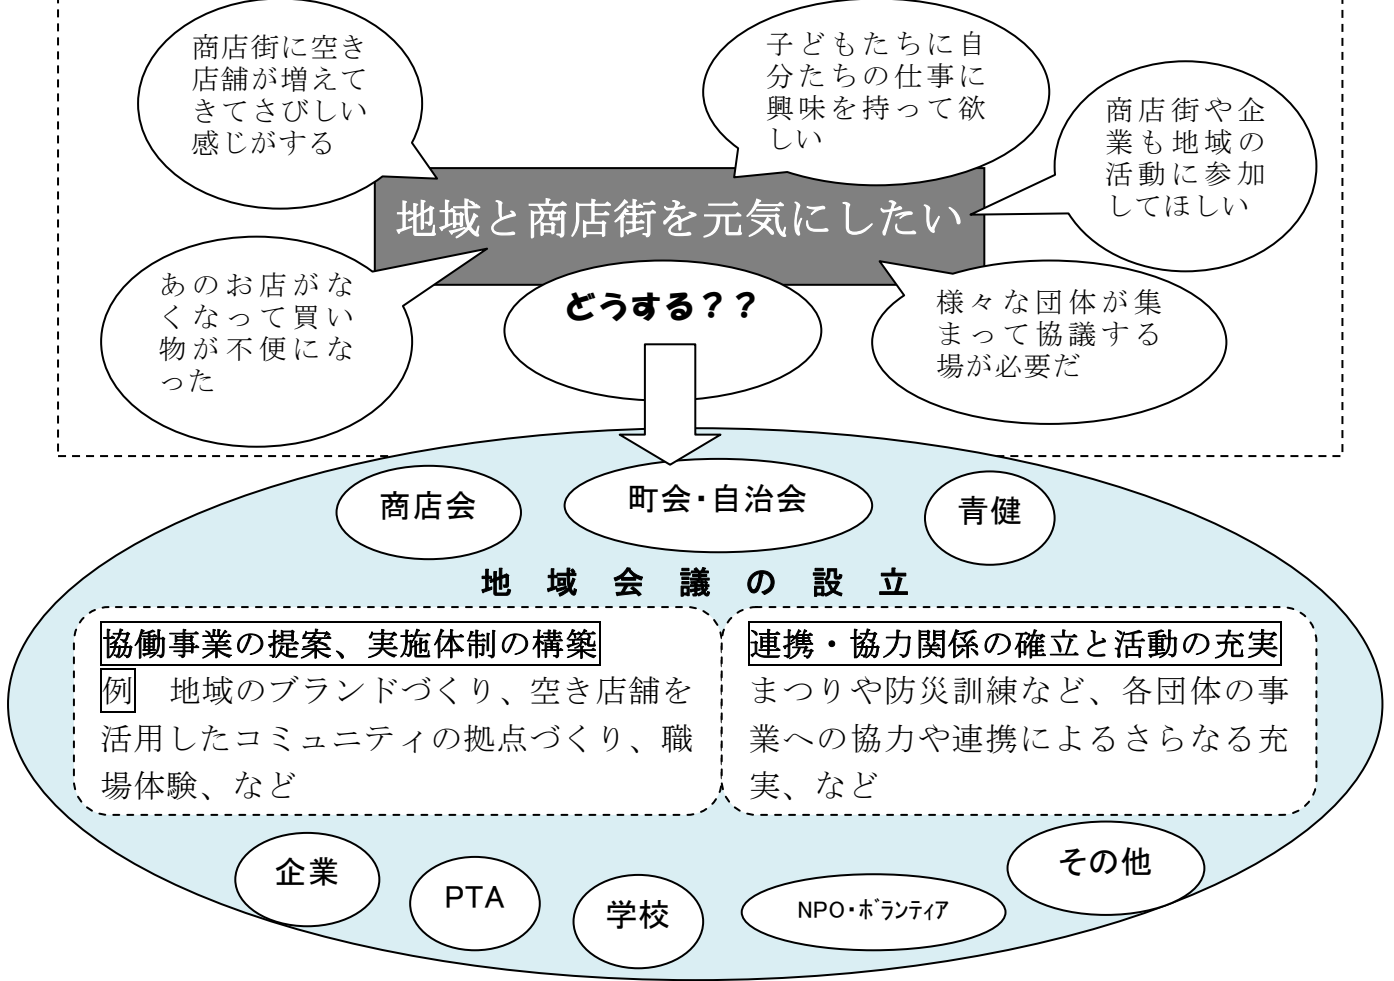 商店街に空き
店舗が増えて
きてさびしい
感じがする
子どもたちに自
分たちの仕事に
興味を持って欲
しい
商店街や企
業も地域の
活動に参加
してほしい
地域と商店街を元気にしたい
あのお店がな
くなって買い
物が不便にな
った
どうする？？
様々な団体が集
まって協議する
場が必要だ
商店会
町会・自治会
青健
地域会議の設立
協働事業の提案、実施体制の構築
例　地域のブランドづくり、空き店舗を
活用したコミュニティの拠点づくり、職
場体験、など
連携・協力関係の確立と活動の充実
まつりや防災訓練など、各団体の事
業への協力や連携によるさらなる充
実、など
企業
PTA
学校
NPO・ﾎﾞﾗﾝﾃｨｱ
その他